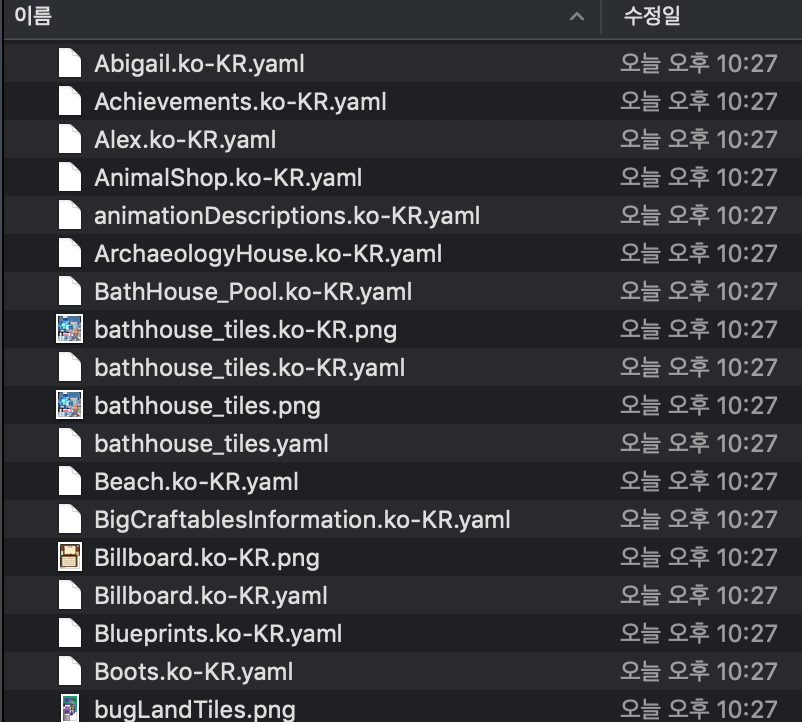 이름 수정일
Abigail.ko-KR.yaml 오늘 오후 10:27
Achievements.ko-KR.yaml 오늘 오후 10:27
Alex.ko-KR.yaml 오늘 오후 10:27
AnimalShop.ko-KR.yaml 오늘 오후 10:27
animationDescriptions.ko-KR.yaml 오늘 오후 10:27
ArchaeologyHouse.ko-KR.yaml 오늘 오후 10:27
BathHouse_Pool.ko-KR.yaml 오늘 오후 10:27
bathhouse_tiles.ko-KR.png 오늘 오후 10:27
bathhouse_tiles.ko-KR.yaml 오늘 오후 10:27
bathhouse_tiles.png 오늘 오후 10:27
bathhouse_tiles.yaml 오늘 오후 10:27
Beach.ko-KR.yaml 오늘 오후 10:27
BigCraftablesInformation.ko-KR.yaml 오늘 오후 10:27
Billboard.ko-KR.png 오늘 오후 10:27
Billboard.ko-KR.yaml 오늘 오후 10:27
Blueprints.ko-KR.yaml 오늘 오후 10:27
Boots.ko-KR.yaml 오늘 오후 10:27
bugLandTiles.png 오늘 오후 10:27